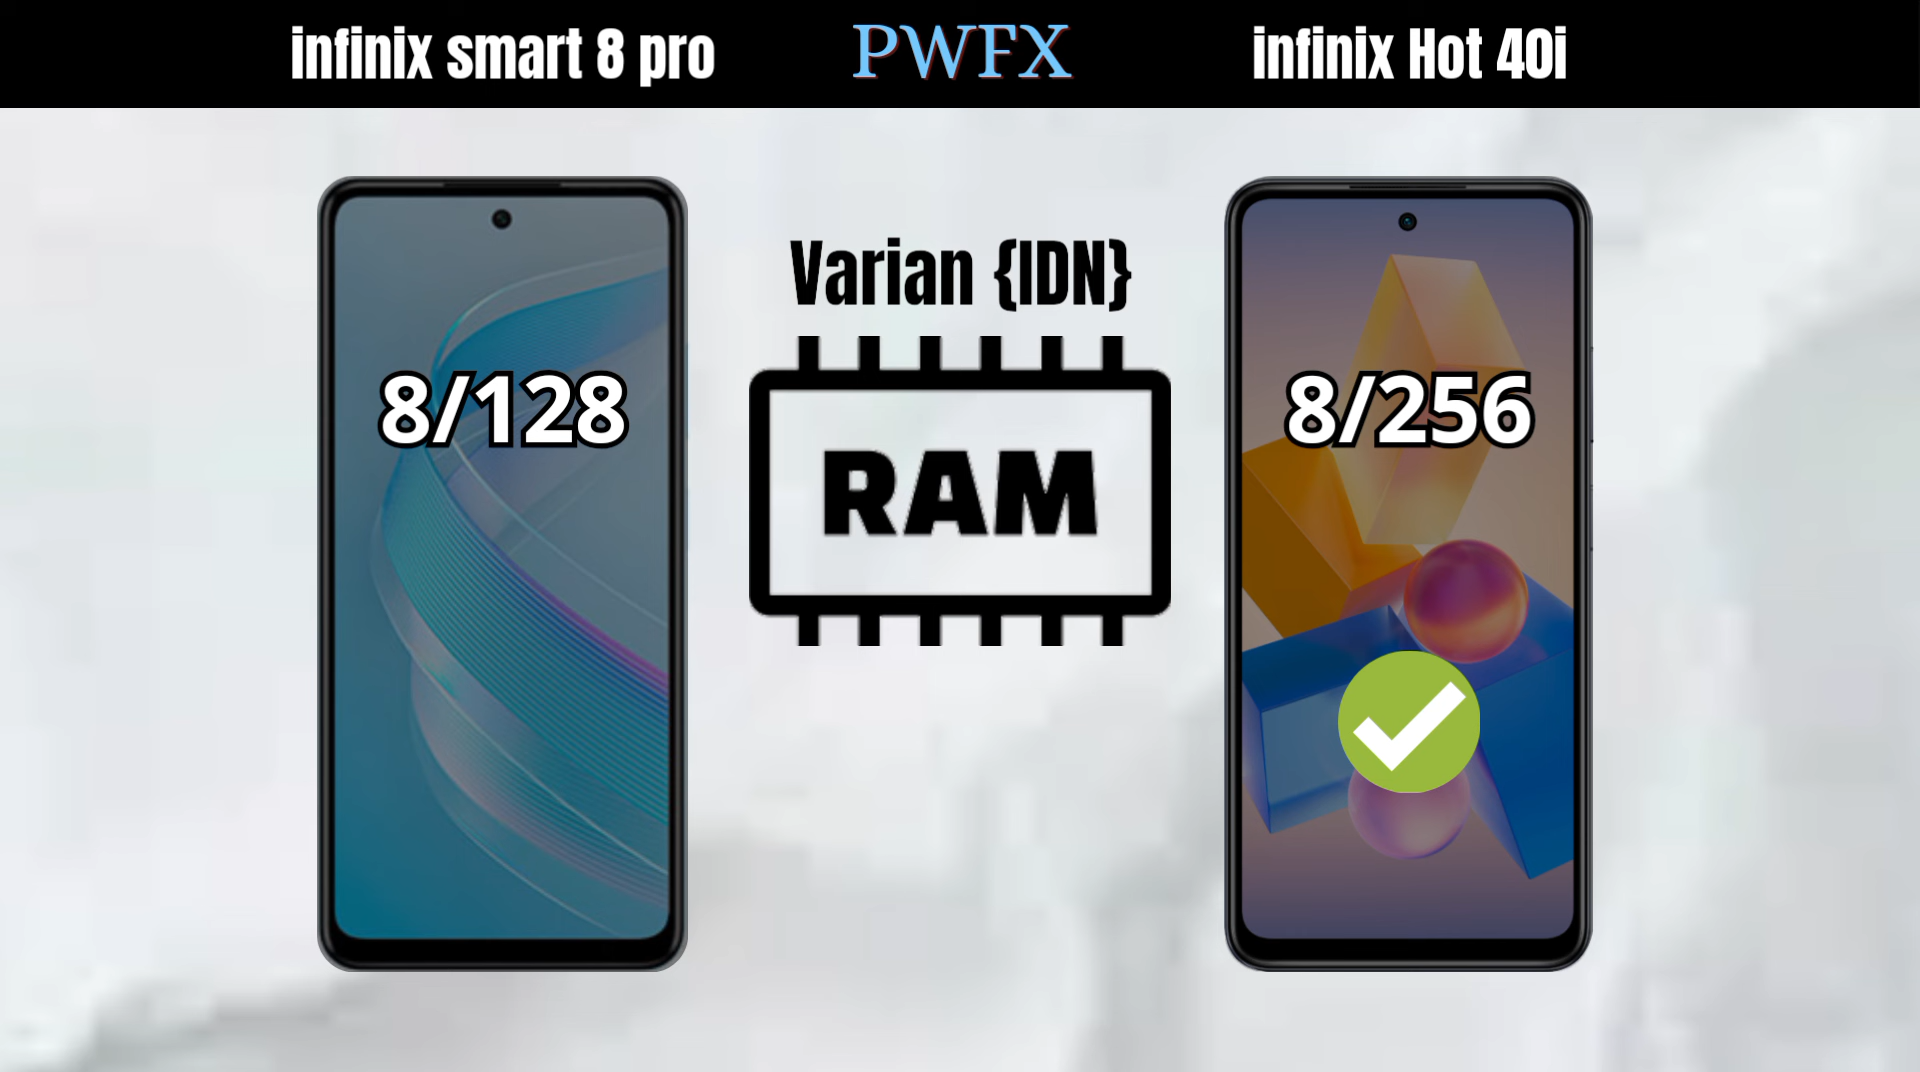 infinix smart 8 pro
PWFX
infinix Hot 40i
Varian {IDN}
8/128
RAM
8/256